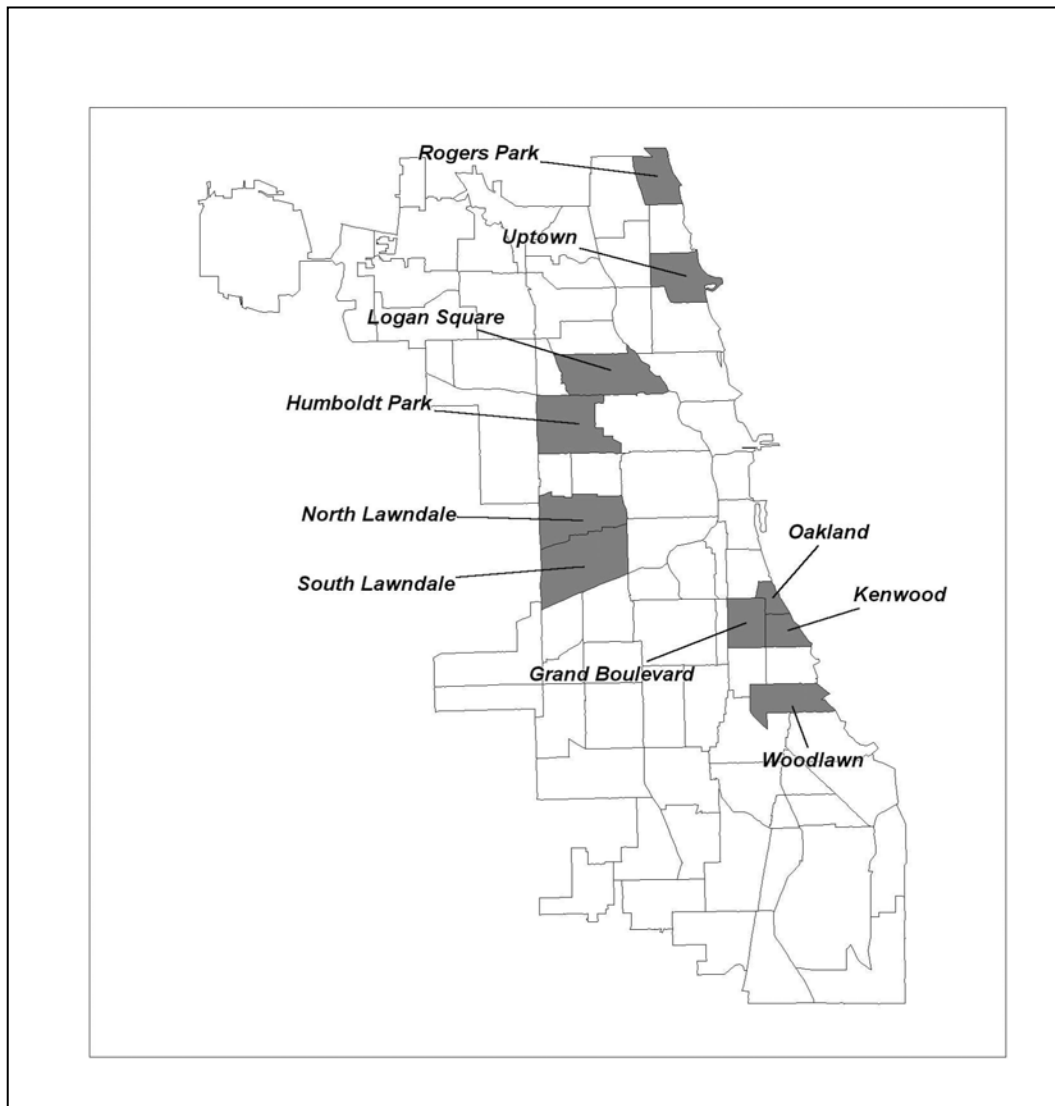 Rogers Park
Uptown
Logan Square
Humboldt Park
North Lawndale
Oakland
South Lawndale
Kenwood
Grand Boulevard
Woodlawn